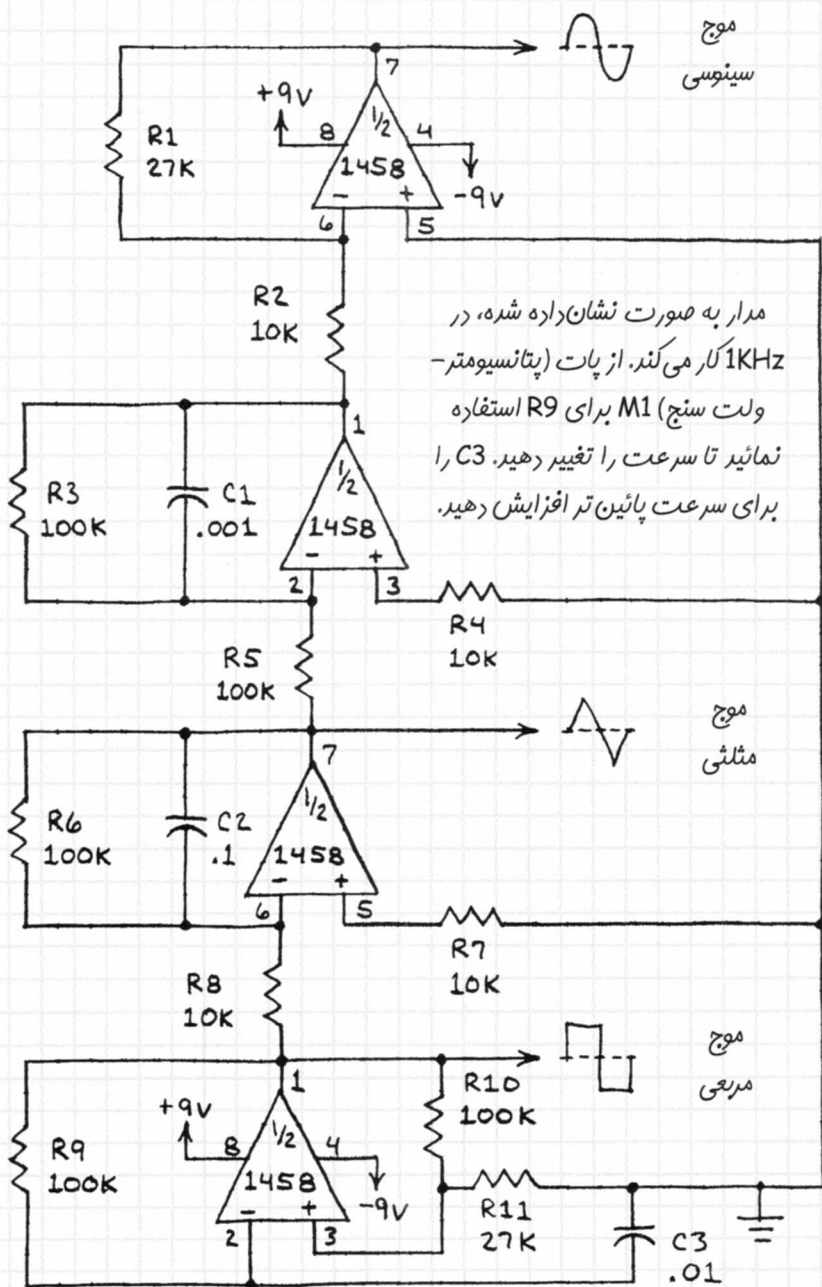 موج
سینوسی
7
+9V
8
1/2
4
1458
-9V
R1
27K
-
+
6
5
R2
10K
مدار به صورت نشان‌داده شده، در
1KHz کار می‌کند. از پات (پتانسیومتر-
ولت سنج) M1 برای R9 استفاده
نمائید تا سرعت را تغییر دهید. C3 را
برای سرعت پائین تر افزایش دهید.
1
R3
100K
C1
.001
1/2
1458
-
+
2
3
R4
10K
R5
100K
موج
مثلثی
7
R6
100K
C2
.1
1/2
1458
-
+
6
5
R7
10K
R8
10K
موج
مربعی
1
R10
100K
+9V
8
1/2
4
1458
-9V
R9
100K
-
+
2
3
R11
27K
C3
.01